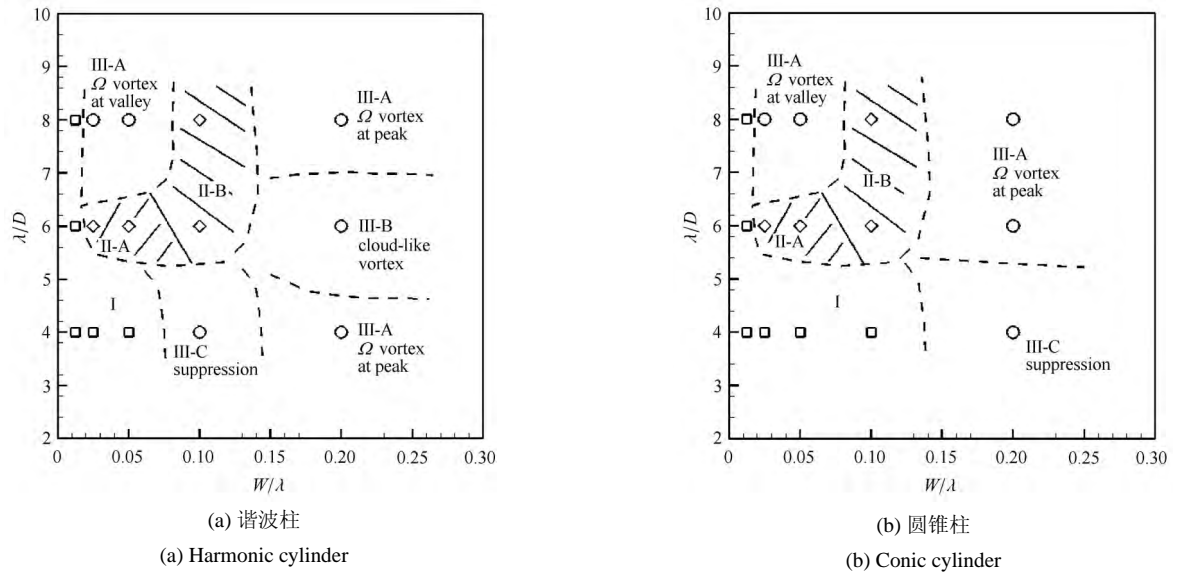 10
9
8
7
6
5
4
3
2
λ/D
III-A
Ω vortex
at valley
III-A
Ω vortex
at peak
II-B
III-B
cloud-like
vortex
II-A
I
III-C
suppression
III-A
Ω vortex
at peak
0 0.05 0.10 0.15 0.20 0.25 0.30
W/λ
(a) 谐波柱
(a) Harmonic cylinder
10
9
8
7
6
5
4
3
2
λ/D
III-A
Ω vortex
at valley
III-A
Ω vortex
at peak
II-B
II-A
I
III-C
suppression
0 0.05 0.10 0.15 0.20 0.25 0.30
W/λ
(b) 圆锥柱
(b) Conic cylinder